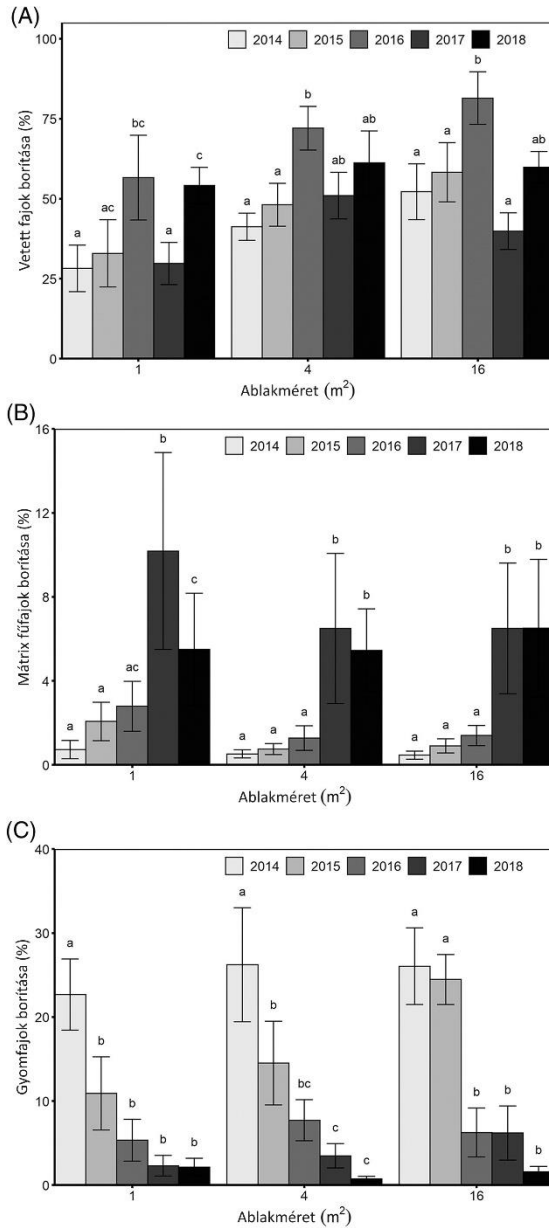 (A)
100
75
50
25
0
Vetett fajok borítása (%)
2014 2015 2016 2017 2018
a ac bc a c
a a b ab ab
a a b a ab
1 4 16
Ablakméret (m²)
(B)
16
12
8
4
0
Mátrix fűfajok borítása (%)
2014 2015 2016 2017 2018
a a ac b c
a a a b b
a a a b b
1 4 16
Ablakméret (m²)
(C)
40
30
20
10
0
Gyomfajok borítása (%)
2014 2015 2016 2017 2018
a b b b b
a b bc c c
a a b b b
1 4 16
Ablakméret (m²)